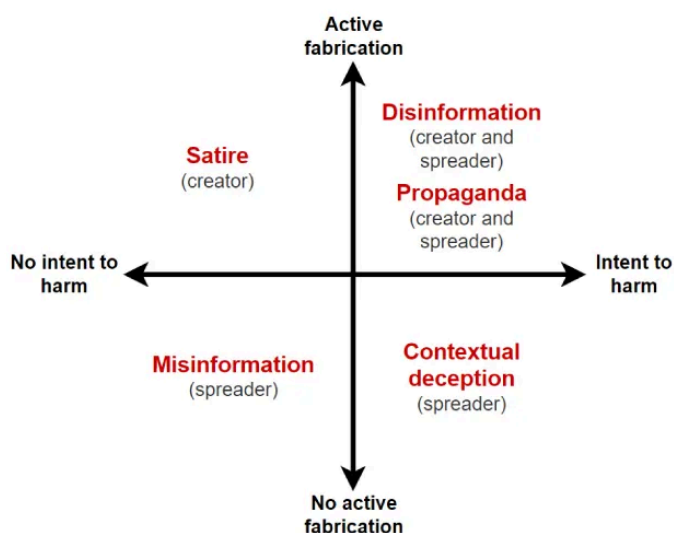 Active
fabrication
Disinformation
(creator and
spreader)
Satire
(creator)
Propaganda
(creator and
spreader)
No intent to
harm
Intent to
harm
Misinformation
(spreader)
Contextual
deception
(spreader)
No active
fabrication